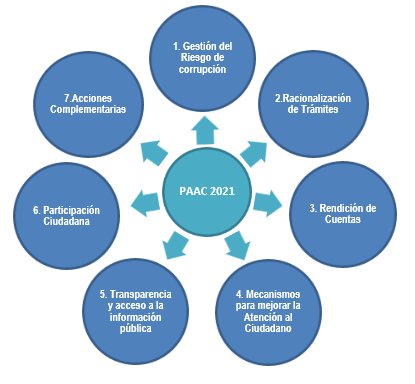 1. Gestión del
Riesgo de
corrupción
2.Racionalización
de Trámites
3. Rendición de
Cuentas
4. Mecanismos
para mejorar la
Atención al
Ciudadano
5. Transparencia
y acceso a la
información
pública
6. Participación
Ciudadana
7.Acciones
Complementarias
PAAC 2021